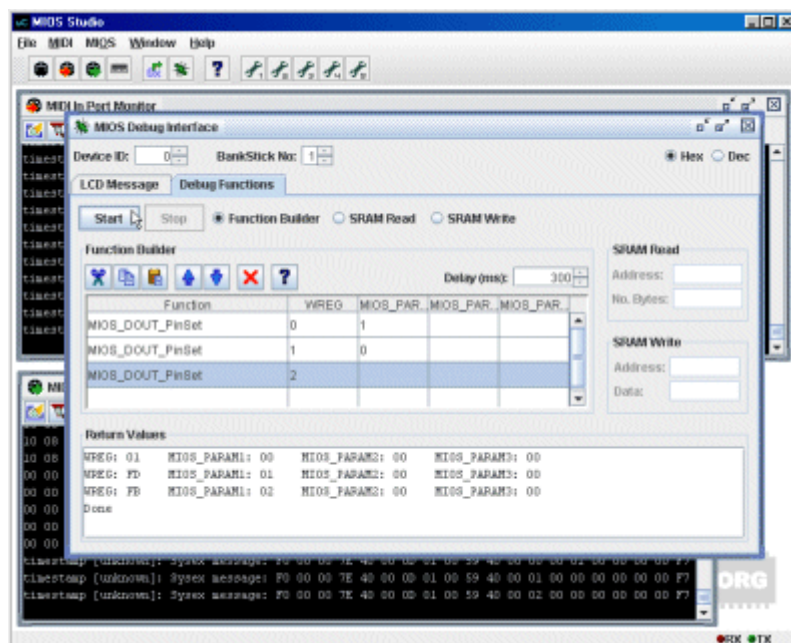 MIOS Studio
File MIDI MIOS Window Help
MIDI In Port Monitor
MIOS Debug Interface
Device ID: 0 BankStick No: 1 Hex Dec
LCD Message Debug Functions
Start Stop Function Builder SRAM Read SRAM Write
Function Builder SRAM Read
Delay (ms): 300 Address:
Function WREG MIOS_PAR... MIOS_PAR... MIOS_PAR... No. Bytes:
MIOS_DOUT_PinSet 0 1
MIOS_DOUT_PinSet 1 0 SRAM Write
MIOS_DOUT_PinSet 2 Address:
Data:
Return Values
WREG: 01 MIOS_PARAM1: 00 MIOS_PARAM2: 00 MIOS_PARAM3: 00
WREG: FD MIOS_PARAM1: 01 MIOS_PARAM2: 00 MIOS_PARAM3: 00
WREG: FB MIOS_PARAM1: 02 MIOS_PARAM2: 00 MIOS_PARAM3: 00
Done
timestamp [unknown]: Sysex message: F0 00 00 7E 40 00 0D 01 00 59 40 00 01 00 00 00 00 00 F7
timestamp [unknown]: Sysex message: F0 00 00 7E 40 00 0D 01 00 59 40 00 02 00 00 00 00 00 F7
ORG
RX TX